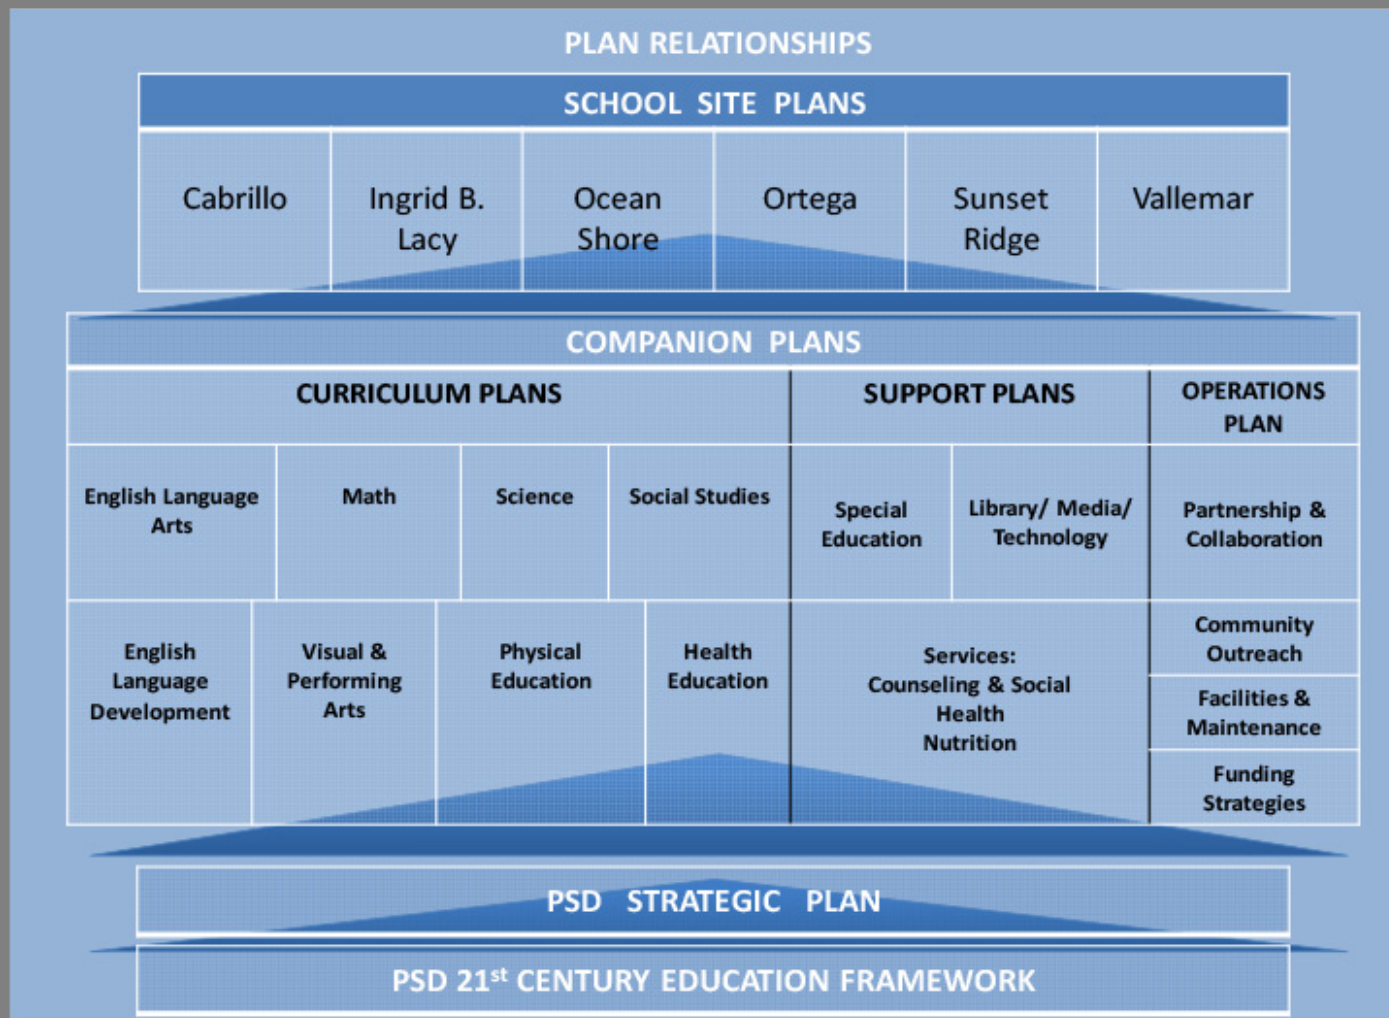 PLAN RELATIONSHIPS
SCHOOL SITE PLANS
Cabrillo
Ingrid B.
Lacy
Ocean
Shore
Ortega
Sunset
Ridge
Vallemar
COMPANION PLANS
CURRICULUM PLANS
SUPPORT PLANS
OPERATIONS
PLAN
English Language
Arts
Math
Science
Social Studies
Special
Education
Library/ Media/
Technology
Partnership &
Collaboration
English
Language
Development
Visual &
Performing
Arts
Physical
Education
Health
Education
Services:
Counseling & Social
Health
Nutrition
Community
Outreach
Facilities &
Maintenance
Funding
Strategies
PSD STRATEGIC PLAN
PSD 21st CENTURY EDUCATION FRAMEWORK